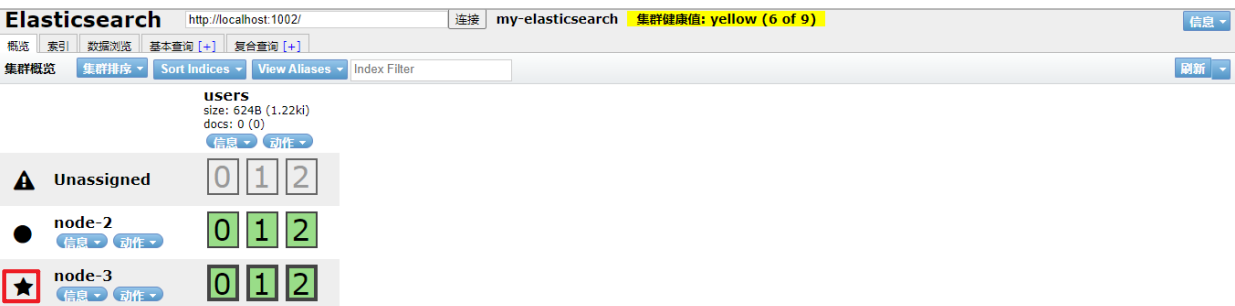 Elasticsearch http://localhost:1002/ 连接 my-elasticsearch 集群健康值: yellow (6 of 9) 信息
概览 索引 数据浏览 基本查询 [+] 复合查询 [+]
集群概览 集群排序 Sort Indices View Aliases Index Filter 刷新
users
size: 624B (1.22ki)
docs: 0 (0)
信息 动作
Unassigned 0 1 2
node-2 0 1 2
信息 动作
node-3 0 1 2
信息 动作